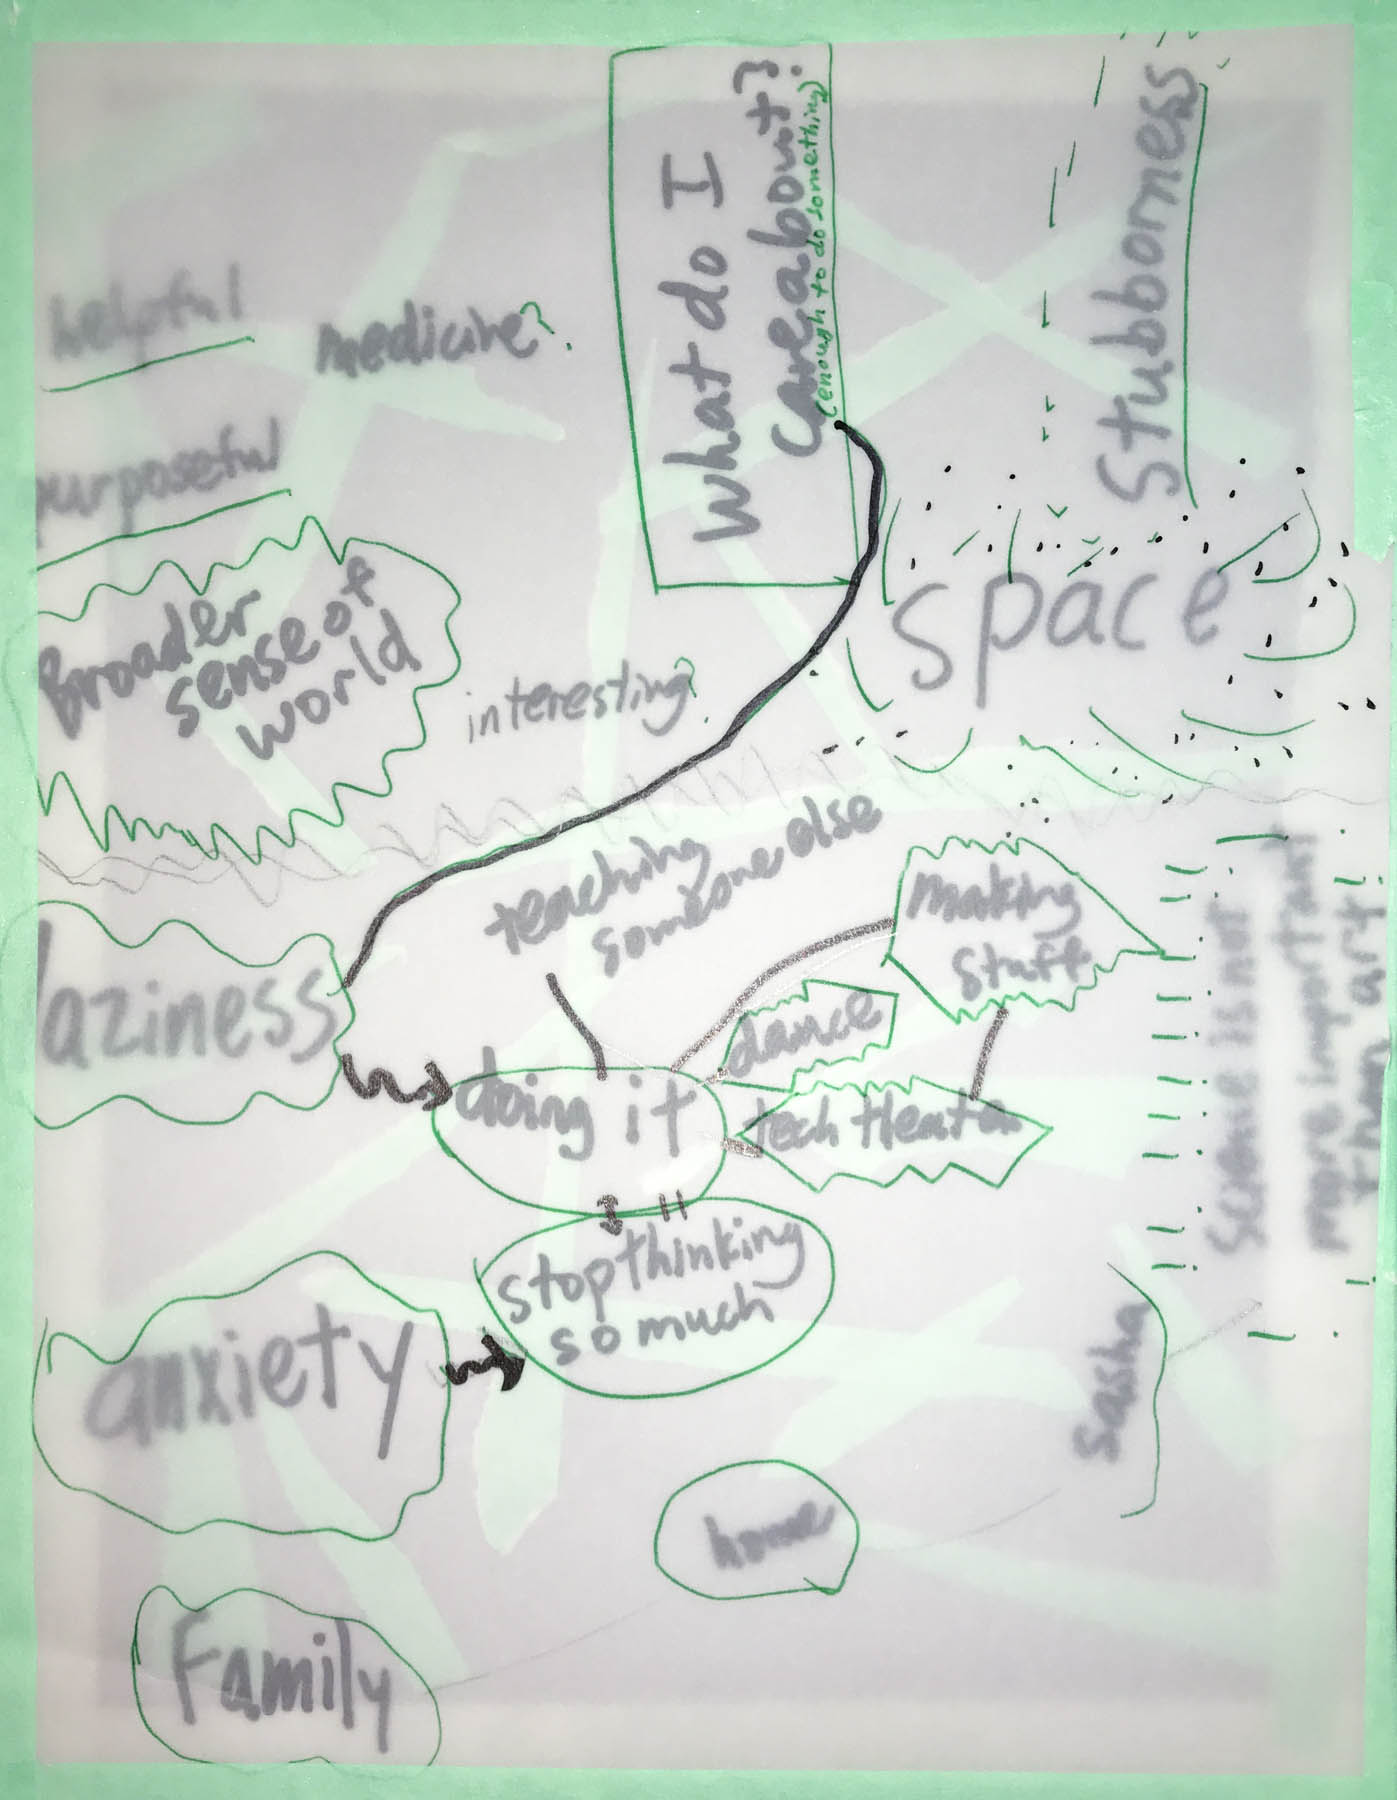 What do I
care about?
(enough to do something)
Stubborness
helpful
medicine?
purposeful
Broader
sense of
world
interesting?
space
teaching
someone else
making
stuff
laziness
dance
doing it
tech theater
science is not
more important
than art!
stop thinking
so much
anxiety
Sasha
home
Family